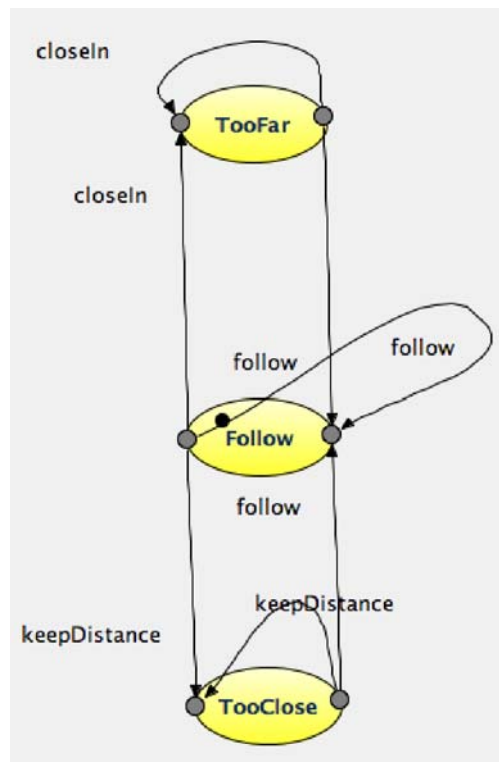 closeIn
TooFar
closeIn
follow
follow
Follow
follow
keepDistance
keepDistance
TooClose